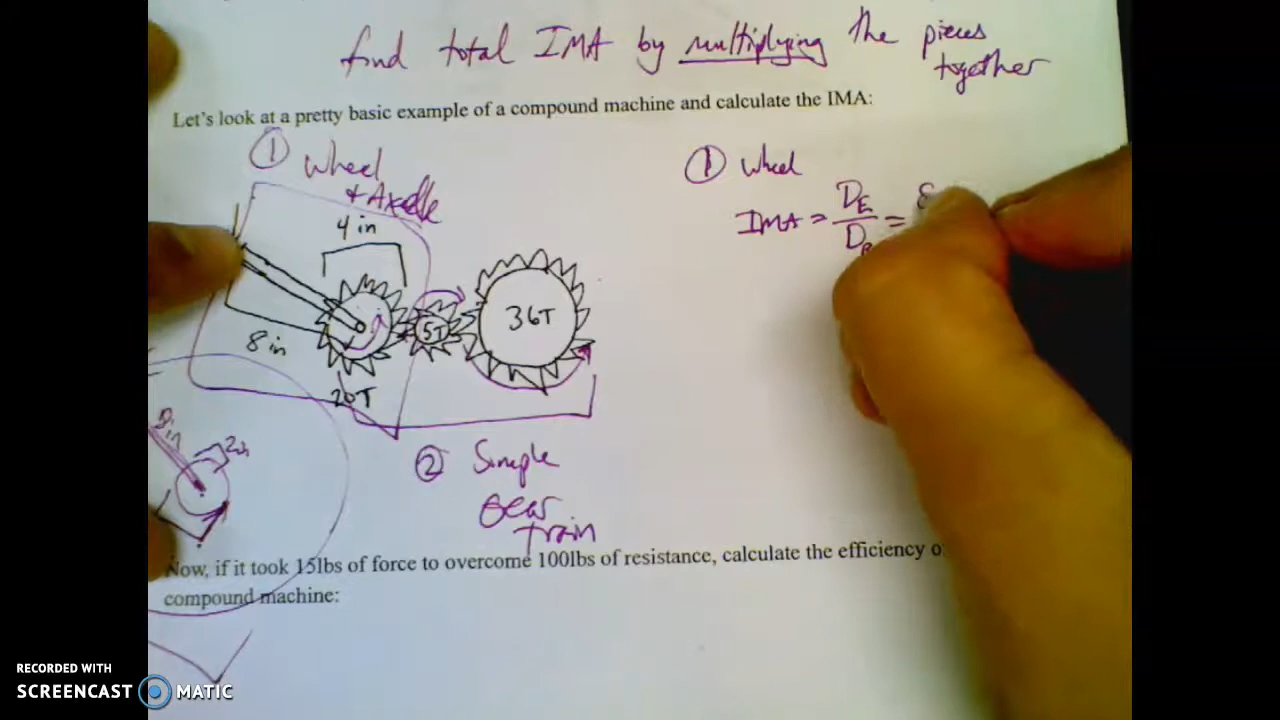 find total IMA by multiplying the pieces
together
Let's look at a pretty basic example of a compound machine and calculate the IMA:
① Wheel
+ Axle
4 in
8 in
20T
5T
36T
② Simple
Gear
train
① Wheel
IMA = DE/DR = 8
8in
2in
Now, if it took 15lbs of force to overcome 100lbs of resistance, calculate the efficiency o
compound machine:
RECORDED WITH
SCREENCAST MATIC